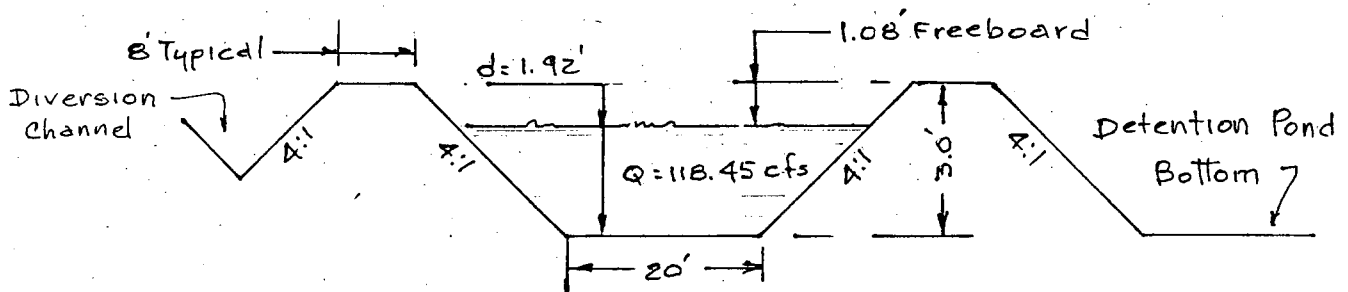 8' Typical
1.08' Freeboard
d=1.92'
Diversion
Channel
4:1
4:1
Q=118.45 cfs
4:1
3.0'
4:1
Detention Pond
Bottom
20'